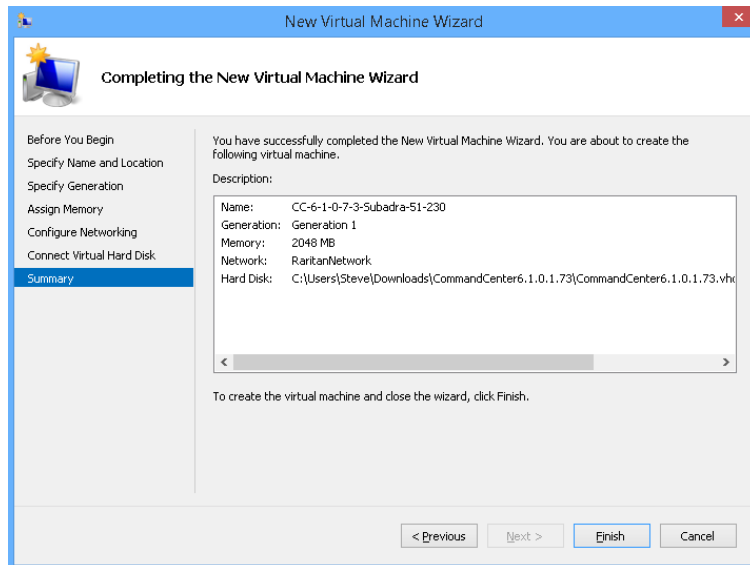 New Virtual Machine Wizard
Completing the New Virtual Machine Wizard
Before You Begin
Specify Name and Location
Specify Generation
Assign Memory
Configure Networking
Connect Virtual Hard Disk
Summary
You have successfully completed the New Virtual Machine Wizard. You are about to create the
following virtual machine.
Description:
Name: CC-6-1-0-7-3-Subadra-51-230
Generation: Generation 1
Memory: 2048 MB
Network: RaritanNetwork
Hard Disk: C:\Users\Steve\Downloads\CommandCenter6.1.0.1.73\CommandCenter6.1.0.1.73.vhd
To create the virtual machine and close the wizard, click Finish.
< Previous Next > Finish Cancel